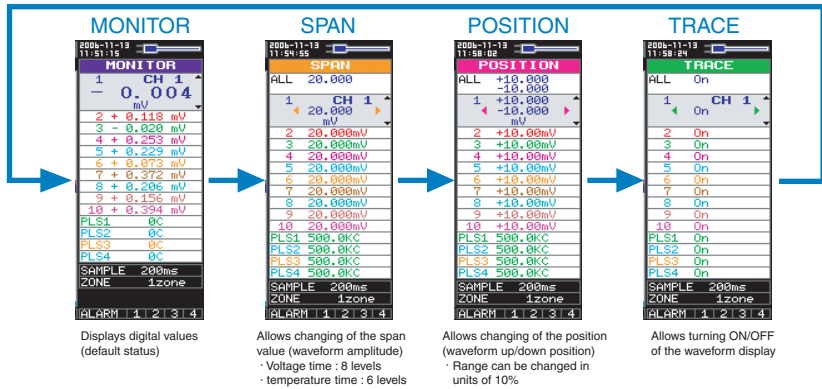 MONITOR
2006-11-13
11:51:15
MONITOR
1 CH 1
- 0.004
mV
2 + 0.118 mV
3 - 0.020 mV
4 + 0.253 mV
5 + 0.229 mV
6 + 0.073 mV
7 + 0.372 mV
8 + 0.206 mV
9 + 0.156 mV
10 + 0.394 mV
PLS1 0C
PLS2 0C
PLS3 0C
PLS4 0C
SAMPLE 200ms
ZONE 1zone
ALARM 1 2 3 4
Displays digital values
(default status)
SPAN
2006-11-13
11:54:55
SPAN
ALL 20.000
1 CH 1
20.000
mV
2 20.000mV
3 20.000mV
4 20.000mV
5 20.000mV
6 20.000mV
7 20.000mV
8 20.000mV
9 20.000mV
10 20.000mV
PLS1 500.0KC
PLS2 500.0KC
PLS3 500.0KC
PLS4 500.0KC
SAMPLE 200ms
ZONE 1zone
ALARM 1 2 3 4
Allows changing of the span
value (waveform amplitude)
· Voltage time : 8 levels
· temperature time : 6 levels
POSITION
2006-11-13
11:58:02
POSITION
ALL +10.000
-10.000
1 +10.000
-10.000
mV
2 +10.00mV
3 +10.00mV
4 +10.00mV
5 +10.00mV
6 +10.00mV
7 +10.00mV
8 +10.00mV
9 +10.00mV
10 +10.00mV
PLS1 500.0KC
PLS2 500.0KC
PLS3 500.0KC
PLS4 500.0KC
SAMPLE 200ms
ZONE 1zone
ALARM 1 2 3 4
Allows changing of the position
(waveform up/down position)
· Range can be changed in
units of 10%
TRACE
2006-11-13
11:58:24
TRACE
ALL On
1 CH 1
On
2 On
3 On
4 On
5 On
6 On
7 On
8 On
9 On
10 On
PLS1 On
PLS2 On
PLS3 On
PLS4 On
SAMPLE 200ms
ZONE 1zone
ALARM 1 2 3 4
Allows turning ON/OFF
of the waveform display